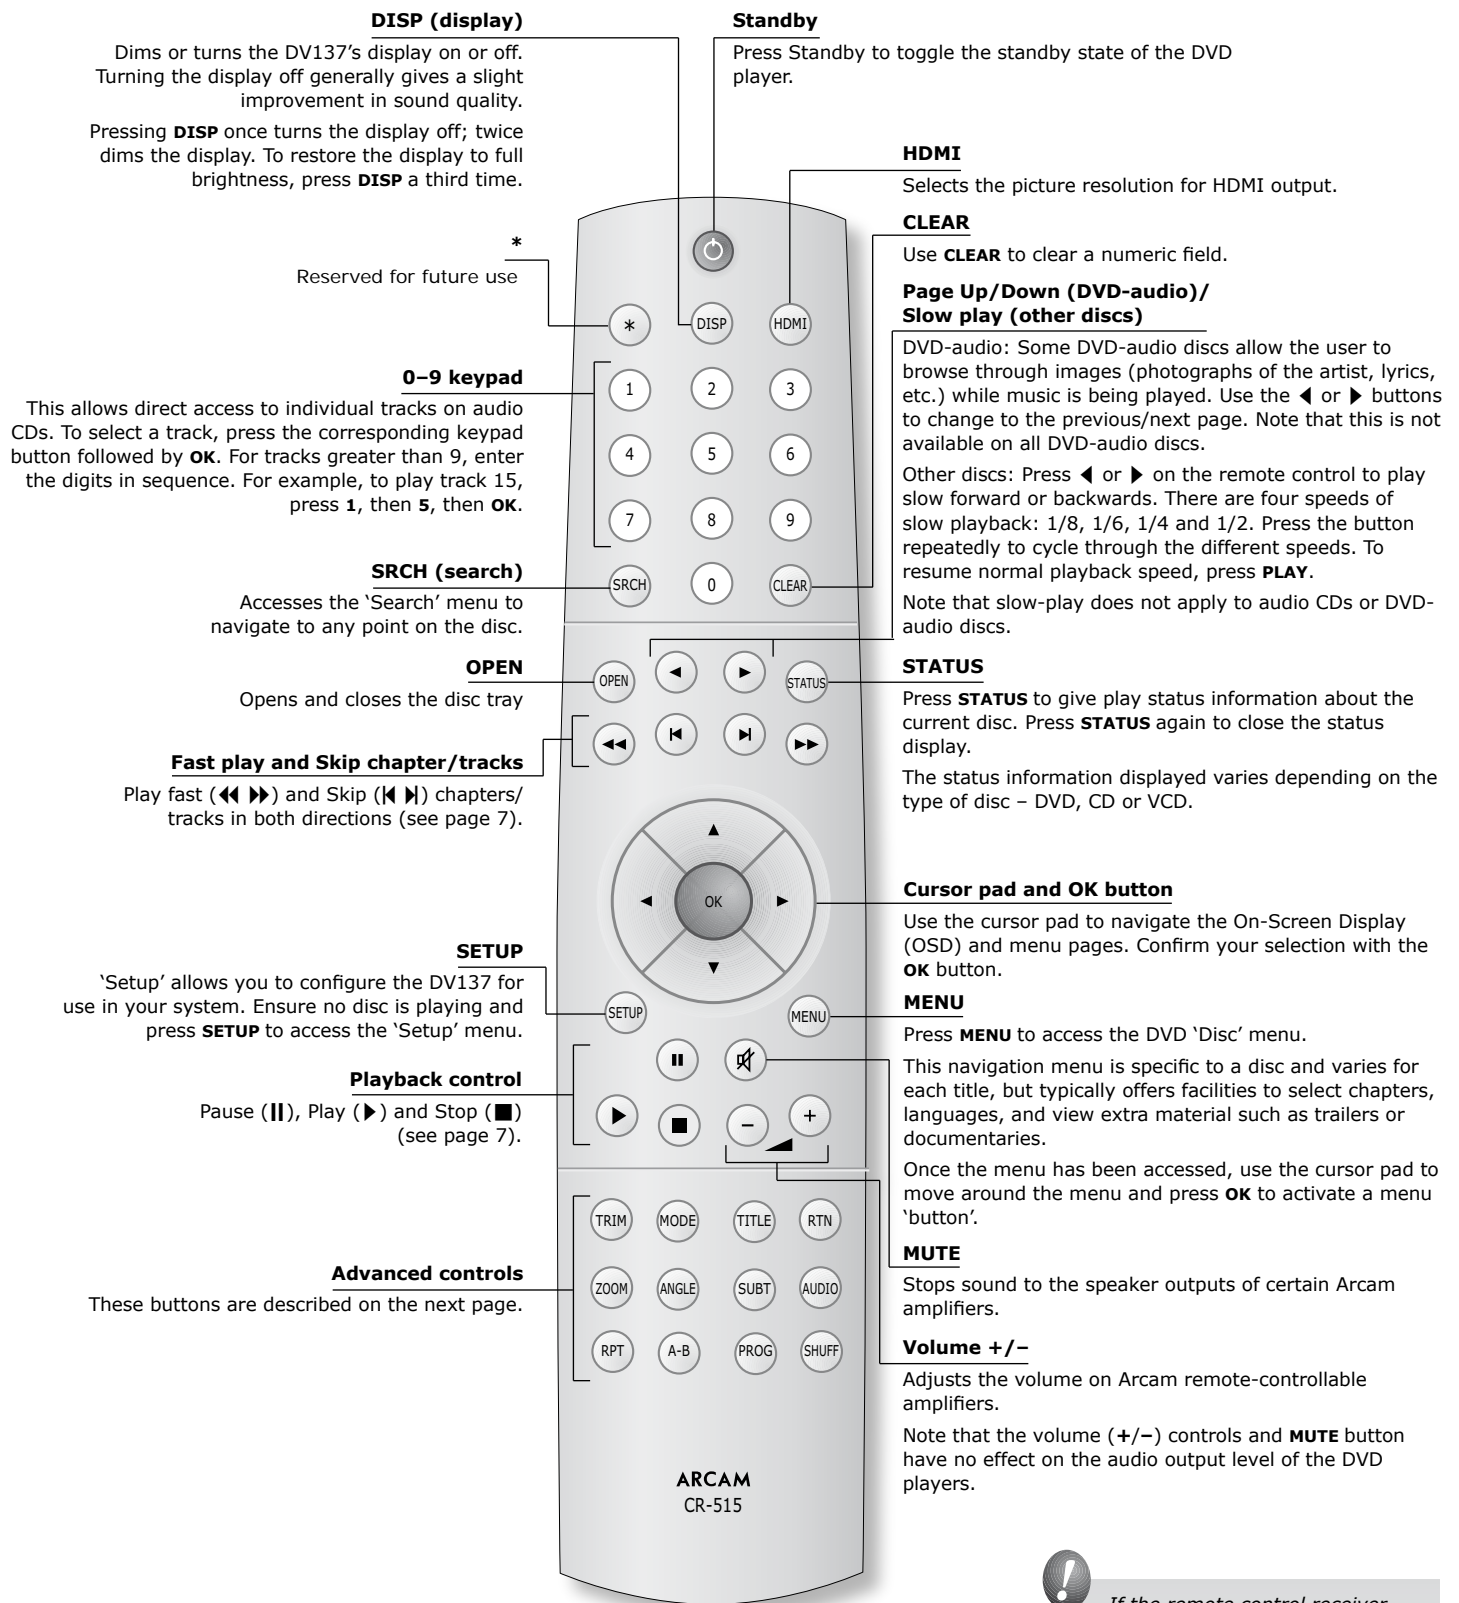 DISP (display)
Dims or turns the DV137's display on or off.
Turning the display off generally gives a slight
improvement in sound quality.
Pressing DISP once turns the display off; twice
dims the display. To restore the display to full
brightness, press DISP a third time.
*
Reserved for future use
0–9 keypad
This allows direct access to individual tracks on audio
CDs. To select a track, press the corresponding keypad
button followed by OK. For tracks greater than 9, enter
the digits in sequence. For example, to play track 15,
press 1, then 5, then OK.
SRCH (search)
Accesses the ‘Search’ menu to
navigate to any point on the disc.
OPEN
Opens and closes the disc tray
Fast play and Skip chapter/tracks
Play fast (◀◀ ▶▶) and Skip (|◀ ▶|) chapters/
tracks in both directions (see page 7).
SETUP
‘Setup’ allows you to configure the DV137 for
use in your system. Ensure no disc is playing and
press SETUP to access the ‘Setup’ menu.
Playback control
Pause (||), Play (▶) and Stop (■)
(see page 7).
Advanced controls
These buttons are described on the next page.
* DISP HDMI
1 2 3
4 5 6
7 8 9
SRCH 0 CLEAR
OPEN ◀ ▶ STATUS
◀◀ |◀ ▶| ▶▶
▲
◀ OK ▶
▼
SETUP MENU
||
▶ ■ – +
TRIM MODE TITLE RTN
ZOOM ANGLE SUBT AUDIO
RPT A-B PROG SHUFF
ARCAM
CR-515
Standby
Press Standby to toggle the standby state of the DVD
player.
HDMI
Selects the picture resolution for HDMI output.
CLEAR
Use CLEAR to clear a numeric field.
Page Up/Down (DVD-audio)/
Slow play (other discs)
DVD-audio: Some DVD-audio discs allow the user to
browse through images (photographs of the artist, lyrics,
etc.) while music is being played. Use the ◀ or ▶ buttons
to change to the previous/next page. Note that this is not
available on all DVD-audio discs.
Other discs: Press ◀ or ▶ on the remote control to play
slow forward or backwards. There are four speeds of
slow playback: 1/8, 1/6, 1/4 and 1/2. Press the button
repeatedly to cycle through the different speeds. To
resume normal playback speed, press PLAY.
Note that slow-play does not apply to audio CDs or DVD-
audio discs.
STATUS
Press STATUS to give play status information about the
current disc. Press STATUS again to close the status
display.
The status information displayed varies depending on the
type of disc – DVD, CD or VCD.
Cursor pad and OK button
Use the cursor pad to navigate the On-Screen Display
(OSD) and menu pages. Confirm your selection with the
OK button.
MENU
Press MENU to access the DVD ‘Disc’ menu.
This navigation menu is specific to a disc and varies for
each title, but typically offers facilities to select chapters,
languages, and view extra material such as trailers or
documentaries.
Once the menu has been accessed, use the cursor pad to
move around the menu and press OK to activate a menu
‘button’.
MUTE
Stops sound to the speaker outputs of certain Arcam
amplifiers.
Volume +/–
Adjusts the volume on Arcam remote-controllable
amplifiers.
Note that the volume (+/–) controls and MUTE button
have no effect on the audio output level of the DVD
players.
!
If the remote control receiver